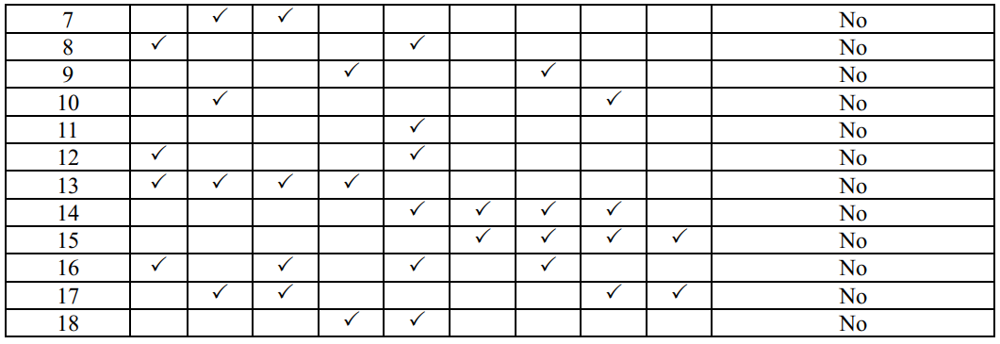 7 ✓ ✓ No
8 ✓ ✓ No
9 ✓ ✓ No
10 ✓ ✓ No
11 ✓ No
12 ✓ ✓ No
13 ✓ ✓ ✓ ✓ No
14 ✓ ✓ ✓ ✓ No
15 ✓ ✓ ✓ ✓ No
16 ✓ ✓ ✓ ✓ No
17 ✓ ✓ ✓ ✓ No
18 ✓ ✓ No